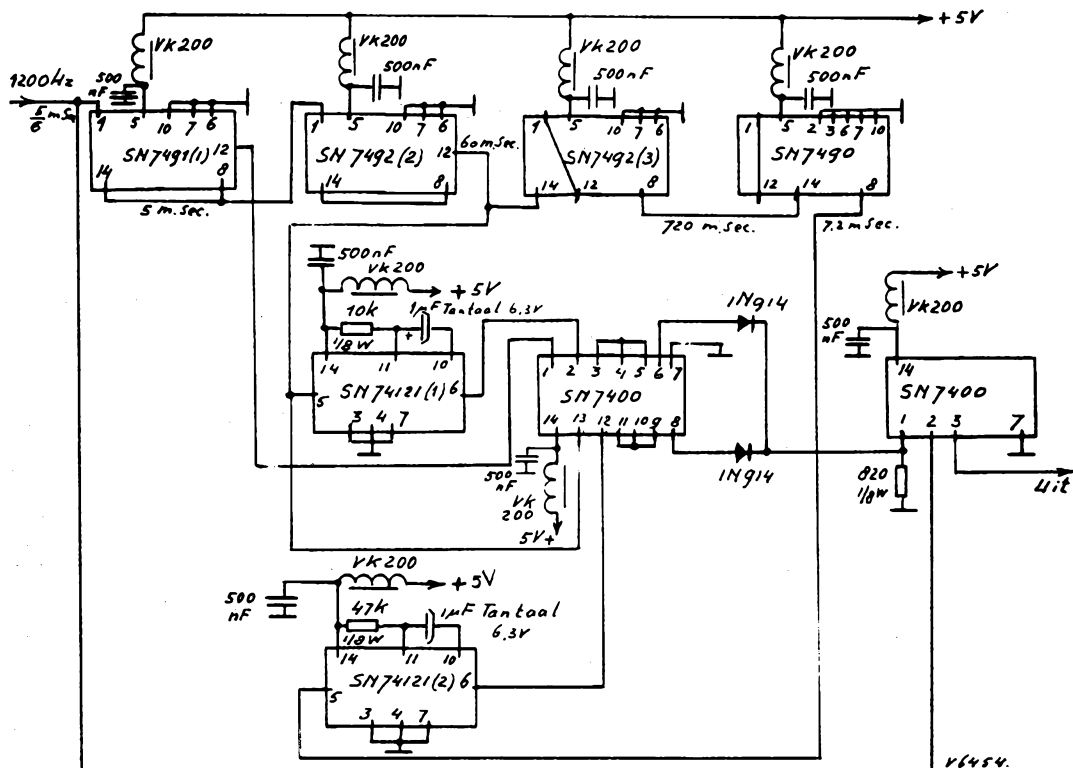 +5V
VK200
VK200
VK200
VK200
500 nF
500nF
500nF
500nF
1200Hz
5/6 m Sec
1 5 10 7 6
SN7491(1) 12
14 8
5 m.Sec.
1 5 10 7 6
SN7492(2) 12
14 8
60 m.Sec.
1 5 10 7 6
SN7492(3)
14 12 8
720 m.Sec.
1 5 2 3 6 7 10
SN7490
12 14 8
7.2 m Sec.
500nF
VK200
+5V
10k
1/8W
1µF Tantaal 6.3V
+
14 11 10
SN74121(1) 6
5
3 4 7
1N914
1 2 3 4 5 6 7
SN7400
14 13 12 11 10 9 8
1N914
500 nF
VK 200
5V+
+5V
VK200
500 nF
14
SN7400
1 2 3 7
820
1/8W
Uit
VK200
+5V
500 nF
47k
1/8W
1µF Tantaal
6.3V
14 11 10
SN74121(2) 6
5
3 4 7
V6454.